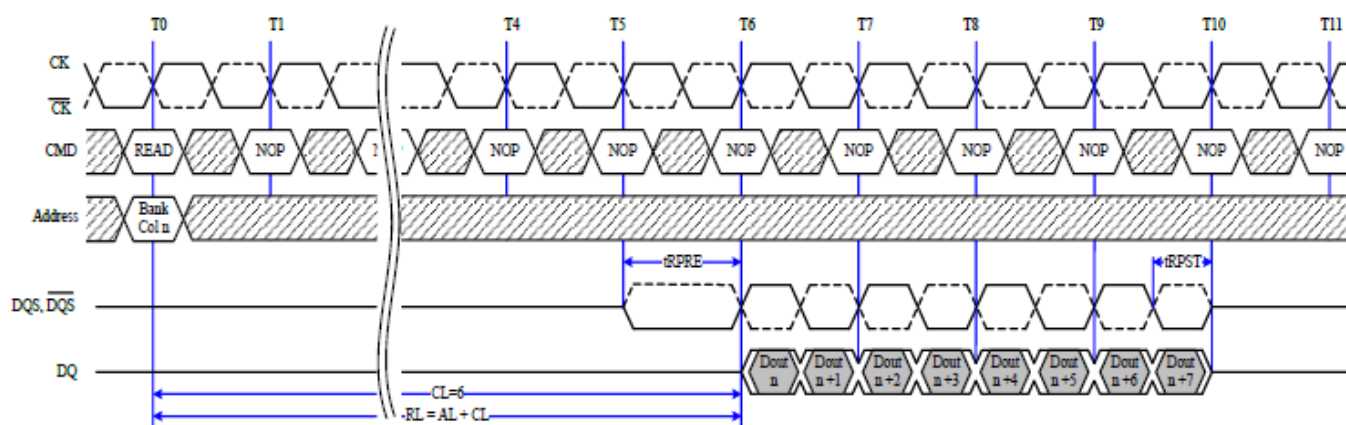 T0 T1 T4 T5 T6 T7 T8 T9 T10 T11
CK
CK
CMD READ NOP NOP NOP NOP NOP NOP NOP NOP NOP
Address Bank
Col n
tRPRE tRPST
DQS, DQS
DQ Dout n Dout n+1 Dout n+2 Dout n+3 Dout n+4 Dout n+5 Dout n+6 Dout n+7
CL=6
RL = AL + CL